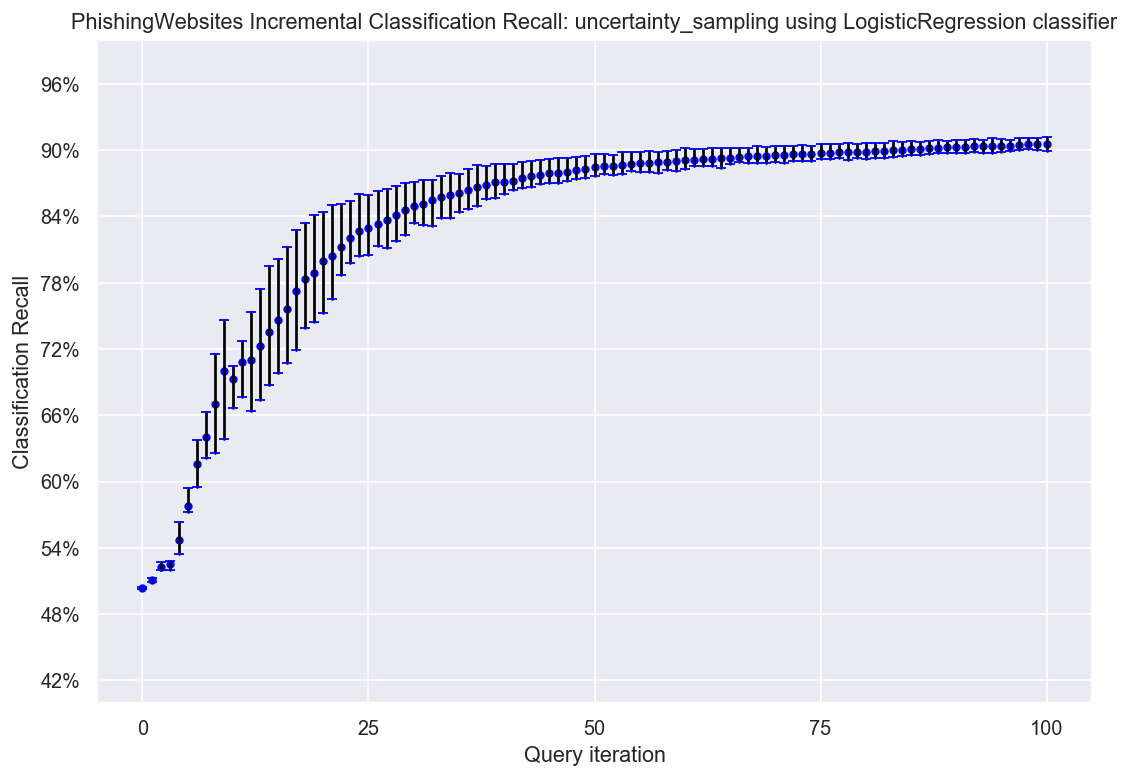 PhishingWebsites Incremental Classification Recall: uncertainty_sampling using LogisticRegression classifier
96%
90%
84%
78%
72%
66%
60%
54%
48%
42%
Classification Recall
0 25 50 75 100
Query iteration